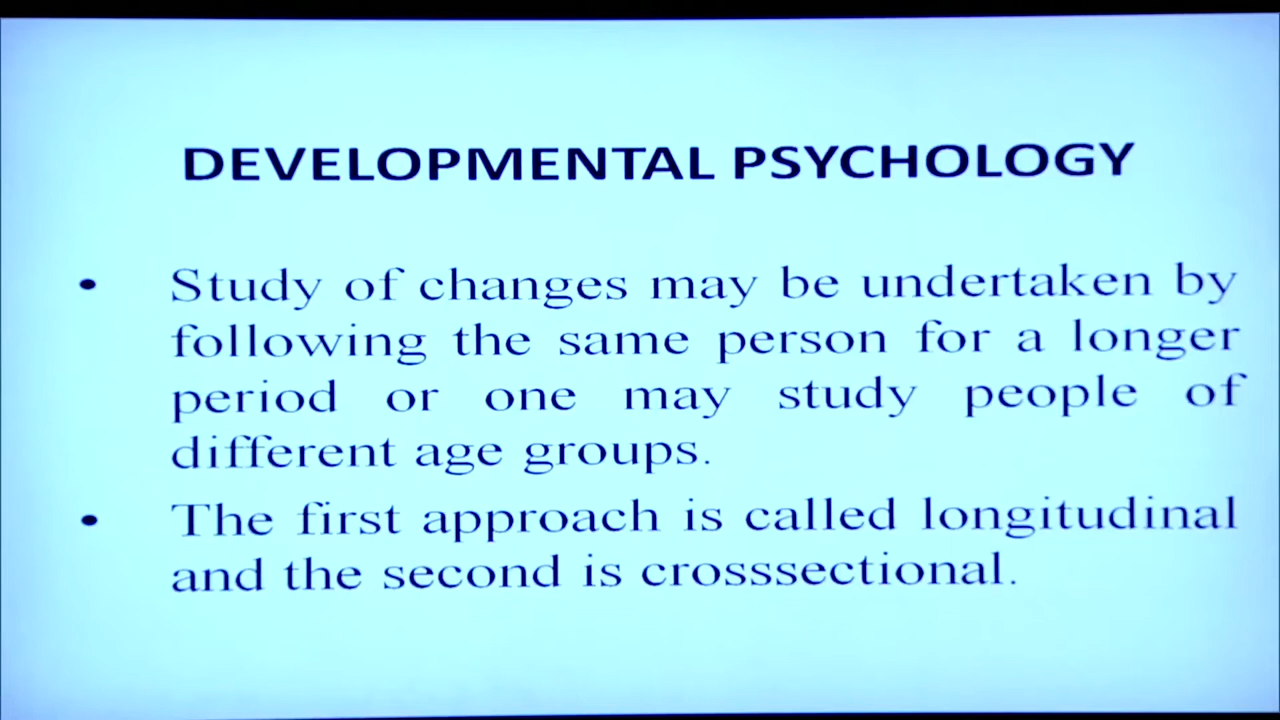 DEVELOPMENTAL PSYCHOLOGY
• Study of changes may be undertaken by
following the same person for a longer
period or one may study people of
different age groups.
• The first approach is called longitudinal
and the second is crosssectional.